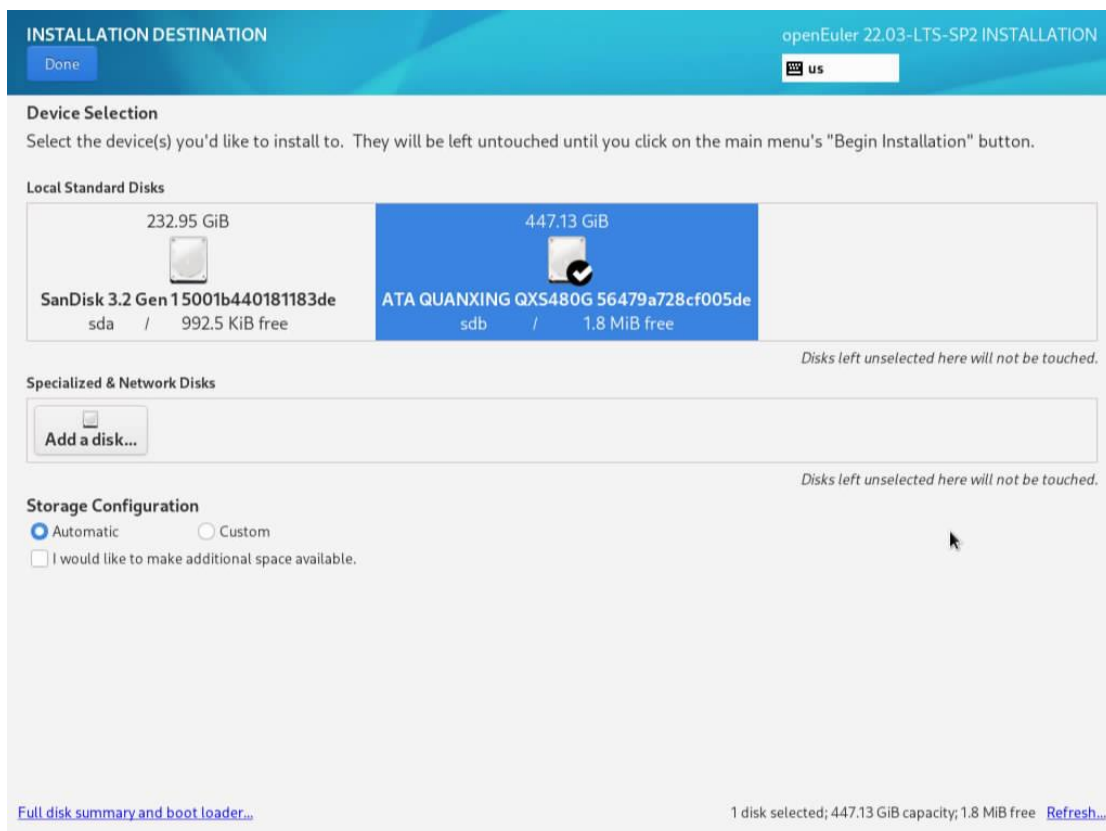 INSTALLATION DESTINATION
openEuler 22.03-LTS-SP2 INSTALLATION
Done
us
Device Selection
Select the device(s) you'd like to install to. They will be left untouched until you click on the main menu's "Begin Installation" button.
Local Standard Disks
232.95 GiB
SanDisk 3.2 Gen 1 5001b440181183de
sda / 992.5 KiB free
447.13 GiB
ATA QUANXING QXS480G 56479a728cf005de
sdb / 1.8 MiB free
Disks left unselected here will not be touched.
Specialized & Network Disks
Add a disk...
Disks left unselected here will not be touched.
Storage Configuration
Automatic Custom
I would like to make additional space available.
Full disk summary and boot loader...
1 disk selected; 447.13 GiB capacity; 1.8 MiB free Refresh...